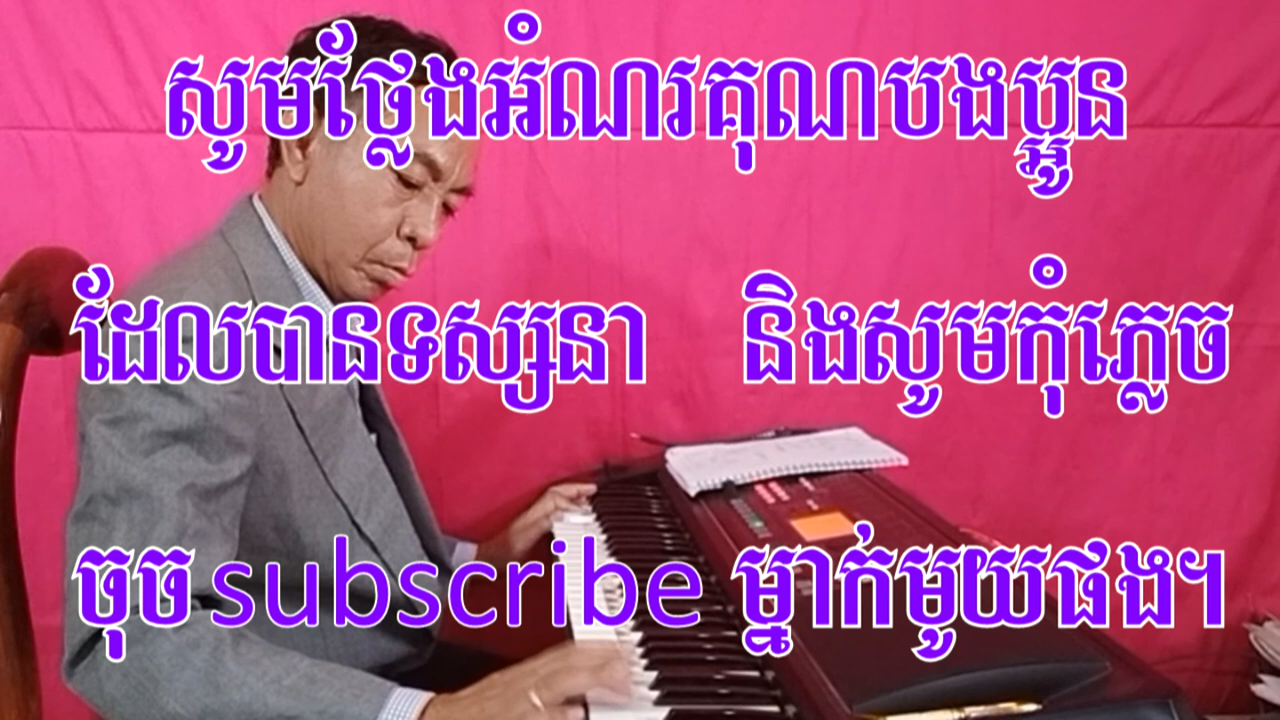 សូមថ្លែងអំណរគុណបងប្អូន
ដែលបានទស្សនា និងសូមកុំភ្លេច
ចុច subscribe ម្នាក់មួយផង។